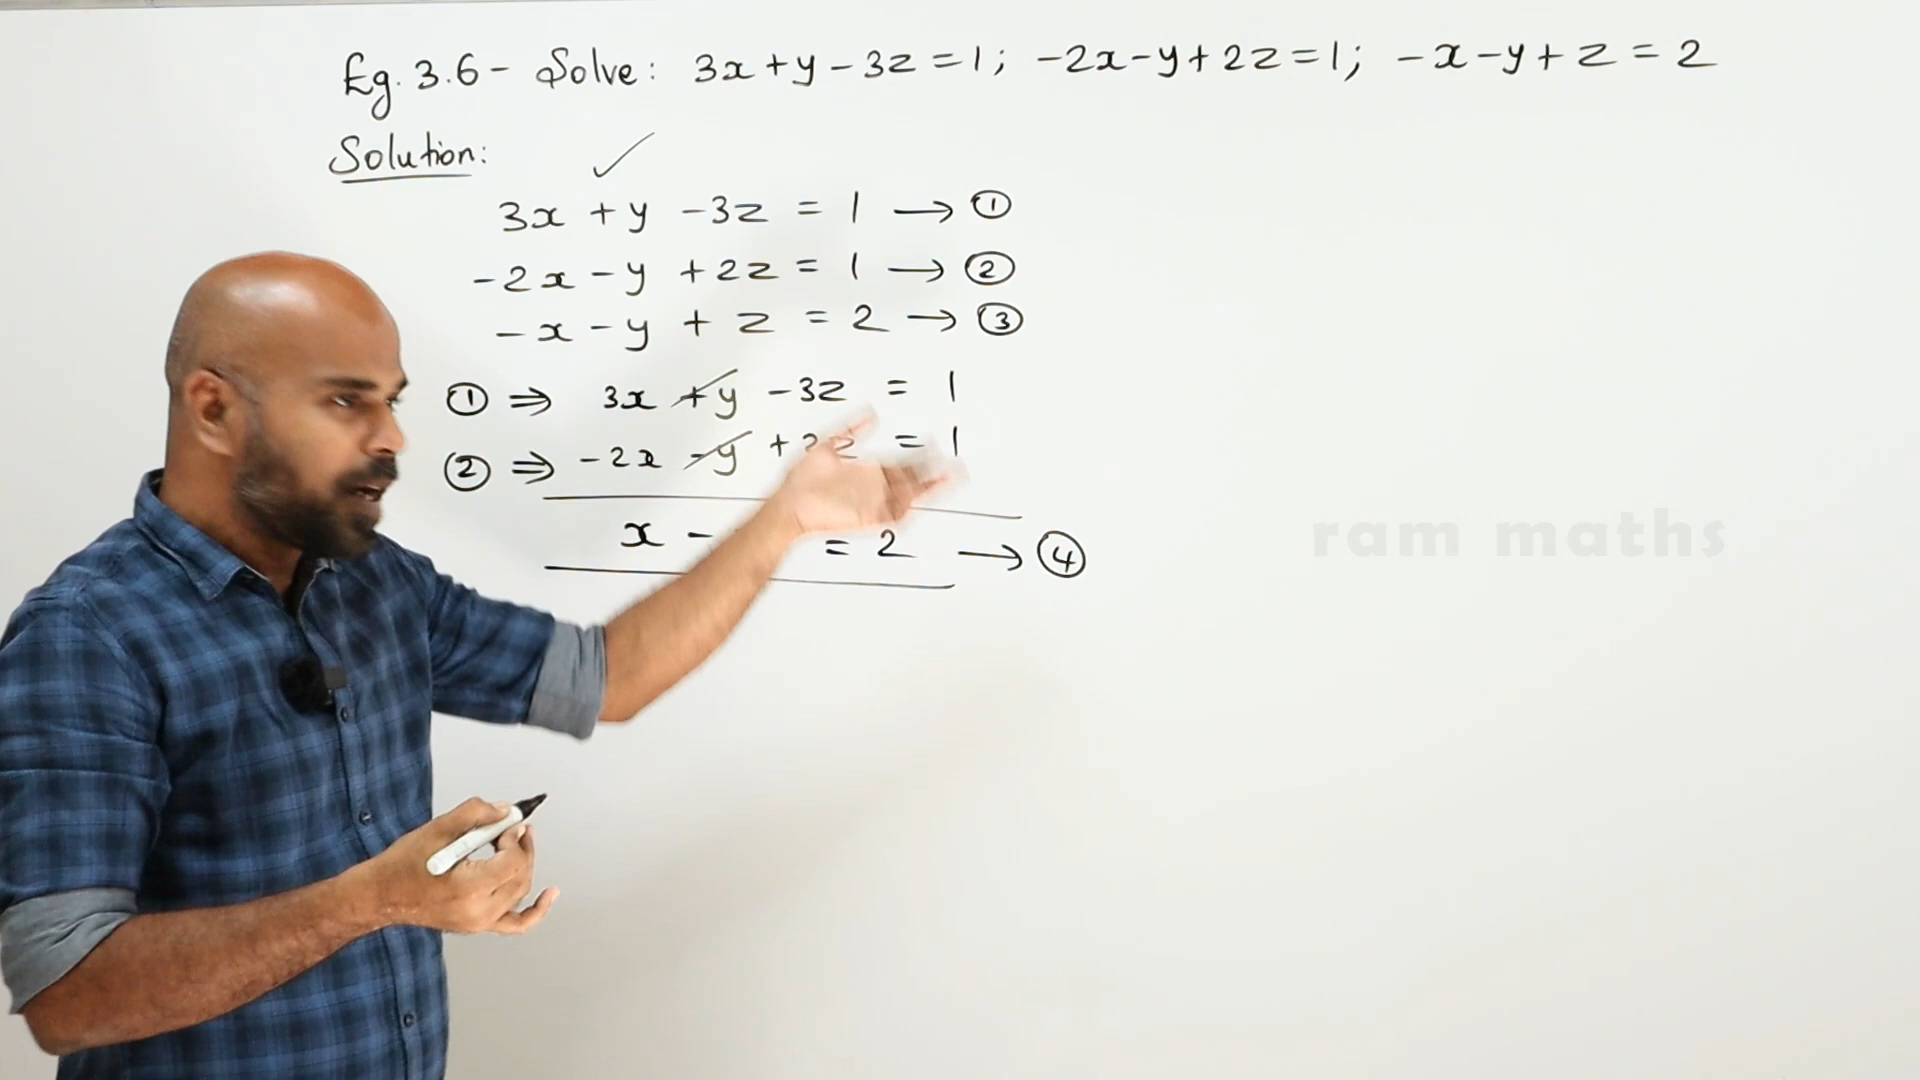 Eg. 3.6 - Solve: 3x+y-3z=1; -2x-y+2z=1; -x-y+z=2
Solution: ✓
3x +y -3z = 1 → ①
-2x -y +2z = 1 → ②
-x -y + z = 2 → ③
① ⇒ 3x +y -3z = 1
② ⇒ -2x -y + = 1
x - = 2 → ④
ram maths